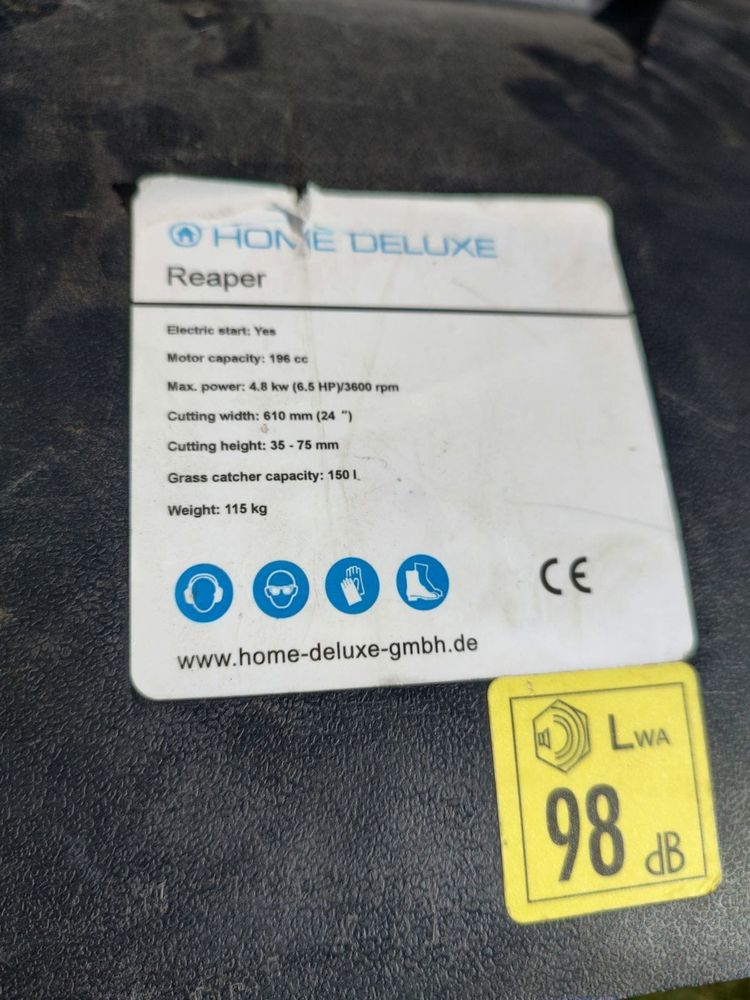 HOME DELUXE
Reaper
Electric start: Yes
Motor capacity: 196 cc
Max. power: 4.8 kw (6.5 HP)/3600 rpm
Cutting width: 610 mm (24 ")
Cutting height: 35 - 75 mm
Grass catcher capacity: 150 l.
Weight: 115 kg
CE
www.home-deluxe-gmbh.de
LWA
98 dB